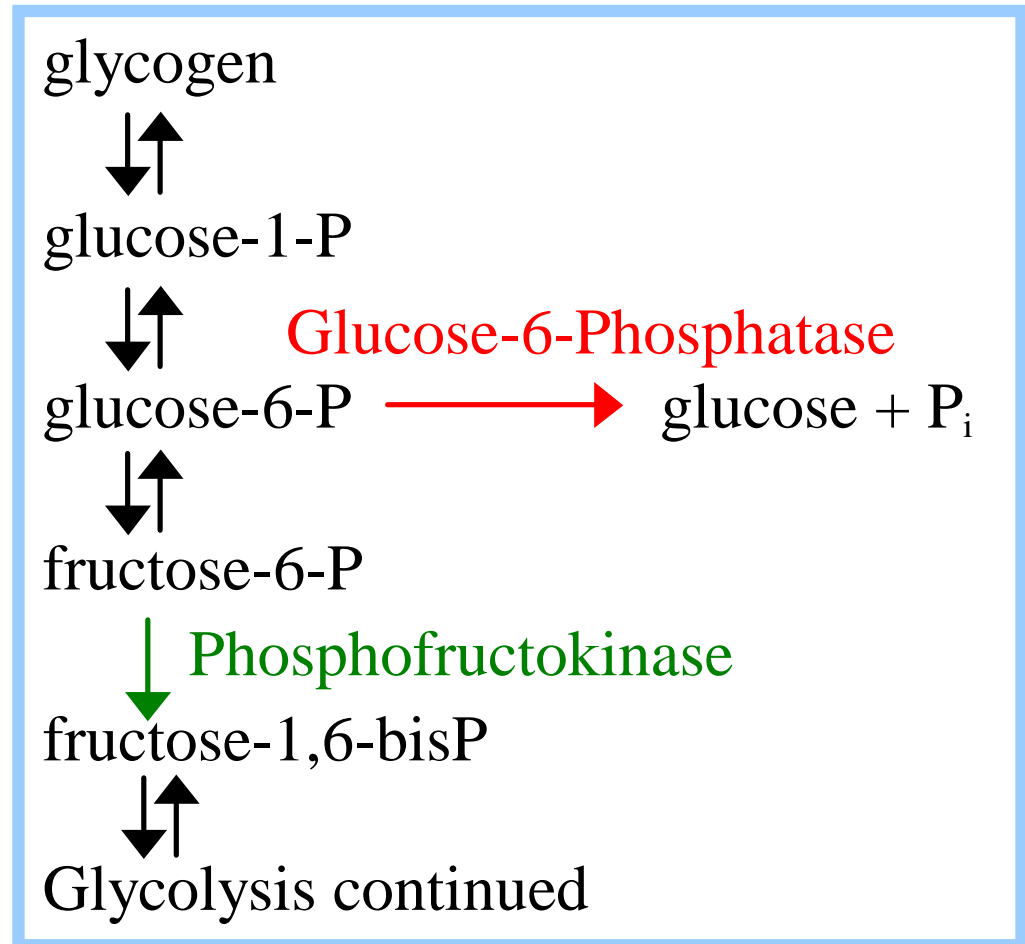 glycogen
glucose-1-P
Glucose-6-Phosphatase
glucose-6-P glucose + Pi
fructose-6-P
Phosphofructokinase
fructose-1,6-bisP
Glycolysis continued